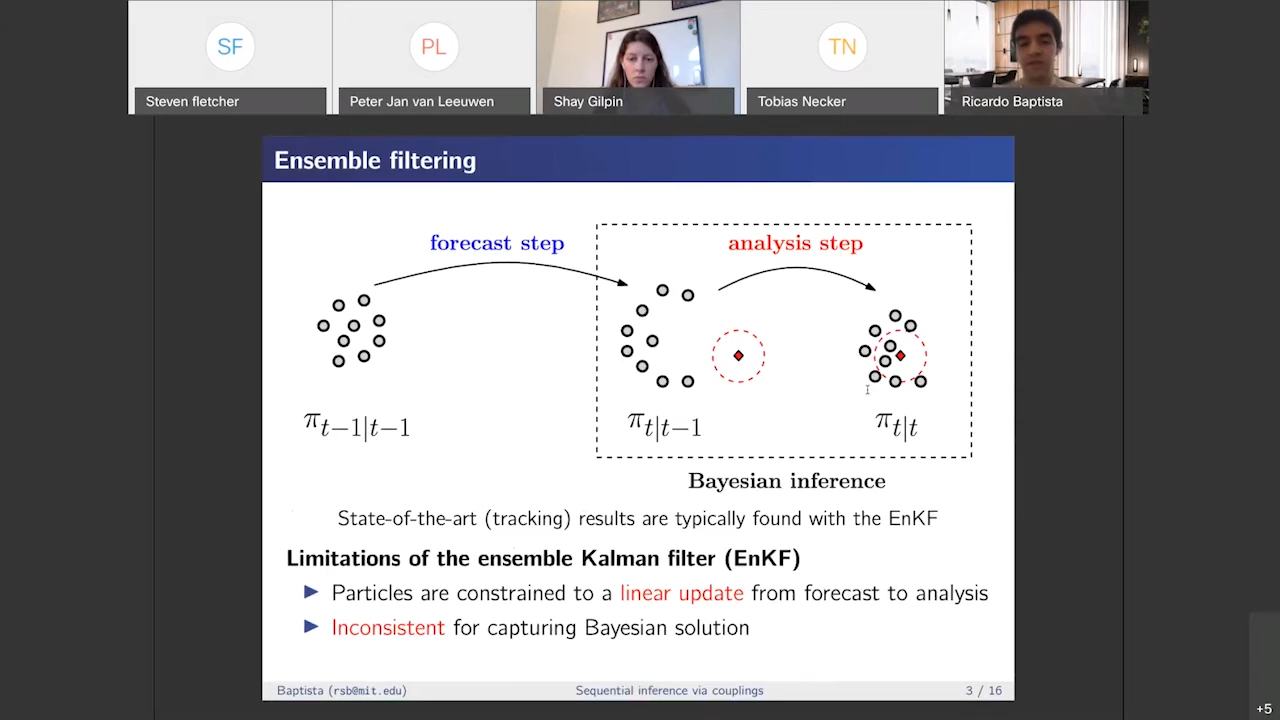 SF
PL
TN
Steven fletcher
Peter Jan van Leeuwen
Shay Gilpin
Tobias Necker
Ricardo Baptista
Ensemble filtering
forecast step
analysis step
π_{t−1|t−1}
π_{t|t−1}
π_{t|t}
Bayesian inference
State-of-the-art (tracking) results are typically found with the EnKF
Limitations of the ensemble Kalman filter (EnKF)
▶ Particles are constrained to a linear update from forecast to analysis
▶ Inconsistent for capturing Bayesian solution
Baptista (rsb@mit.edu)
Sequential inference via couplings
3 / 16
+5